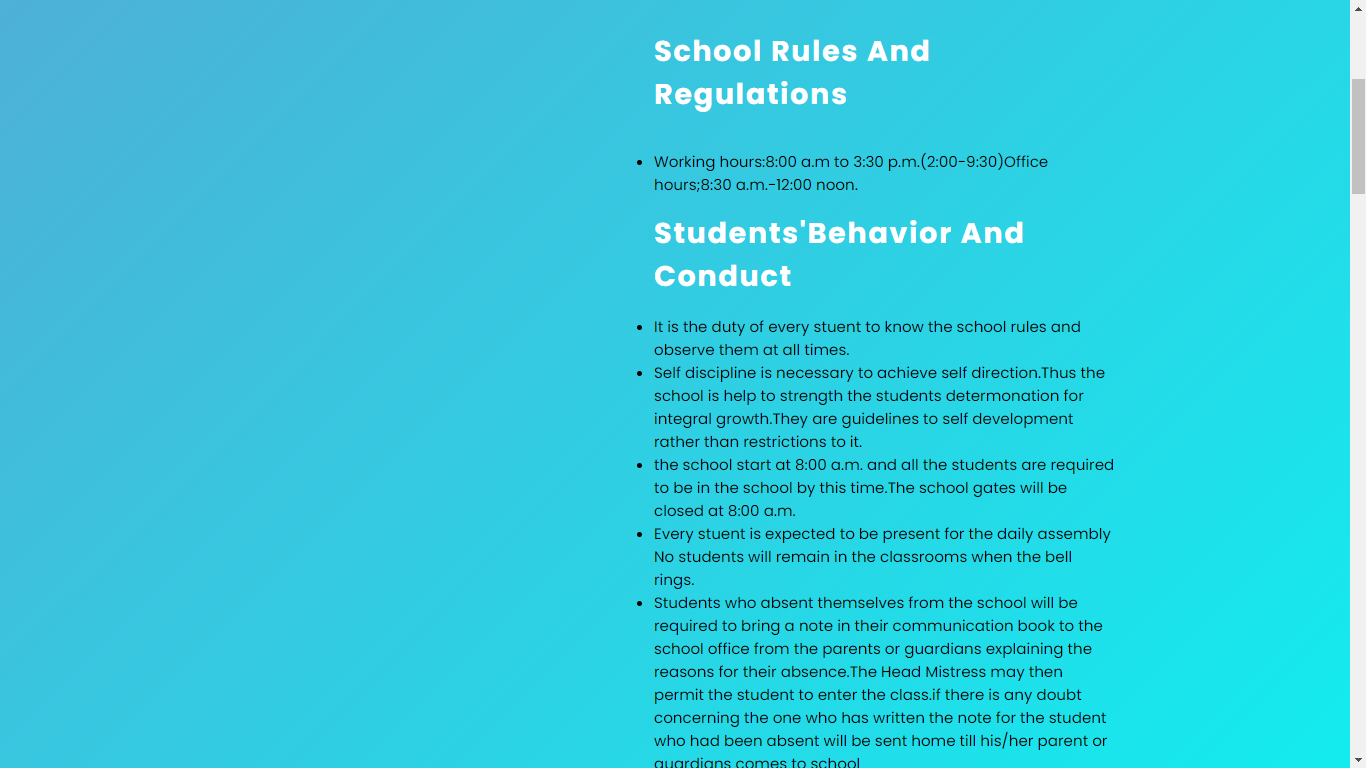 School Rules And
Regulations
Working hours:8:00 a.m to 3:30 p.m.(2:00-9:30)Office
hours;8:30 a.m.-12:00 noon.
Students'Behavior And
Conduct
It is the duty of every stuent to know the school rules and
observe them at all times.
Self discipline is necessary to achieve self direction.Thus the
school is help to strength the students determonation for
integral growth.They are guidelines to self development
rather than restrictions to it.
the school start at 8:00 a.m. and all the students are required
to be in the school by this time.The school gates will be
closed at 8:00 a.m.
Every stuent is expected to be present for the daily assembly
No students will remain in the classrooms when the bell
rings.
Students who absent themselves from the school will be
required to bring a note in their communication book to the
school office from the parents or guardians explaining the
reasons for their absence.The Head Mistress may then
permit the student to enter the class.if there is any doubt
concerning the one who has written the note for the student
who had been absent will be sent home till his/her parent or
guardians comes to school